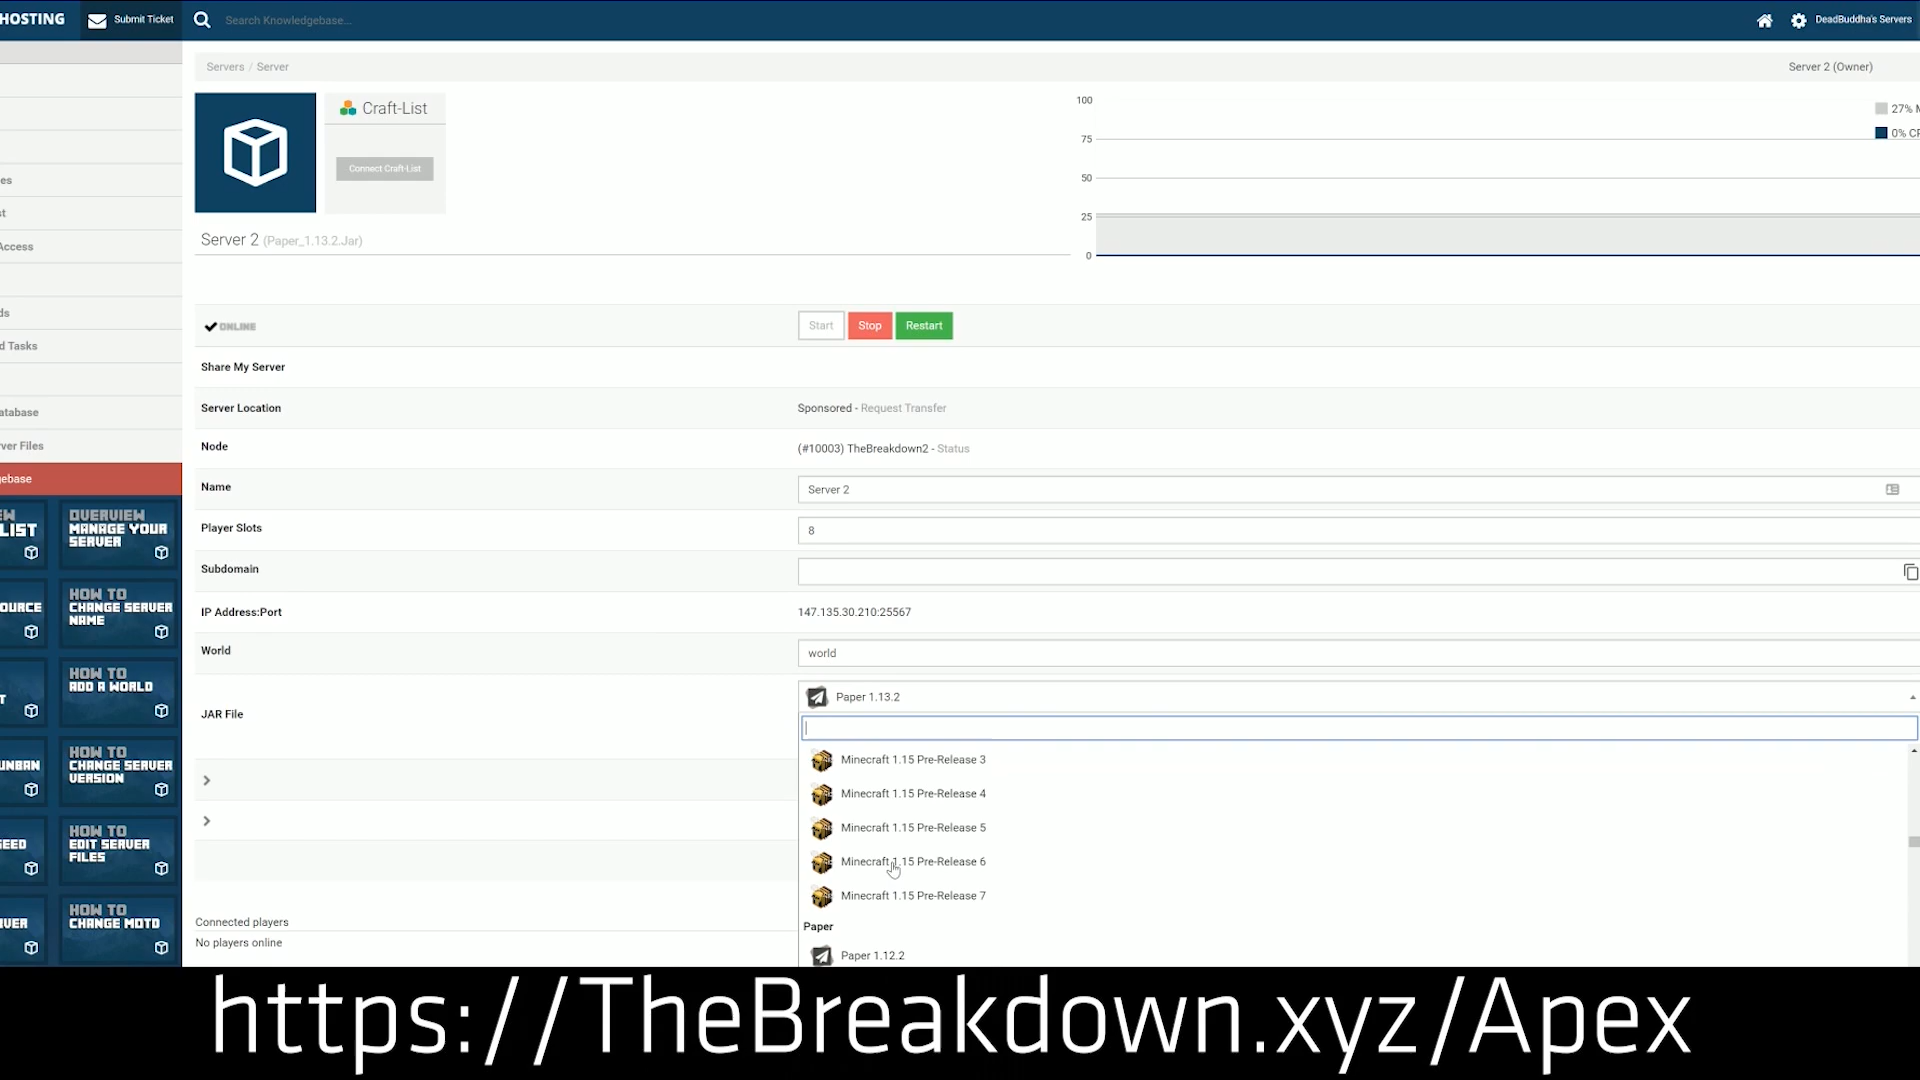 HOSTING
Submit Ticket
Search Knowledgebase...
DeadBuddha's Servers
Servers / Server
Server 2 (Owner)
Craft-List
Connect Craft-List
100
75
50
25
0
27% M
0% CP
Server 2 (Paper_1.13.2.Jar)
es
st
Access
ds
d Tasks
atabase
ver Files
gebase
ONLINE
Start
Stop
Restart
Share My Server
Server Location
Sponsored - Request Transfer
Node
(#10003) TheBreakdown2 - Status
Name
Server 2
Player Slots
8
Subdomain
IP Address:Port
147.135.30.210:25567
World
world
JAR File
Paper 1.13.2
Minecraft 1.15 Pre-Release 3
Minecraft 1.15 Pre-Release 4
Minecraft 1.15 Pre-Release 5
Minecraft 1.15 Pre-Release 6
Minecraft 1.15 Pre-Release 7
Paper
Paper 1.12.2
LIST
OVERVIEW
MANAGE YOUR
SERVER
OURCE
HOW TO
CHANGE SERVER
NAME
T
HOW TO
ADD A WORLD
UNBAN
HOW TO
CHANGE SERVER
VERSION
SEED
HOW TO
EDIT SERVER
FILES
VER
HOW TO
CHANGE MOTD
Connected players
No players online
https://TheBreakdown.xyz/Apex